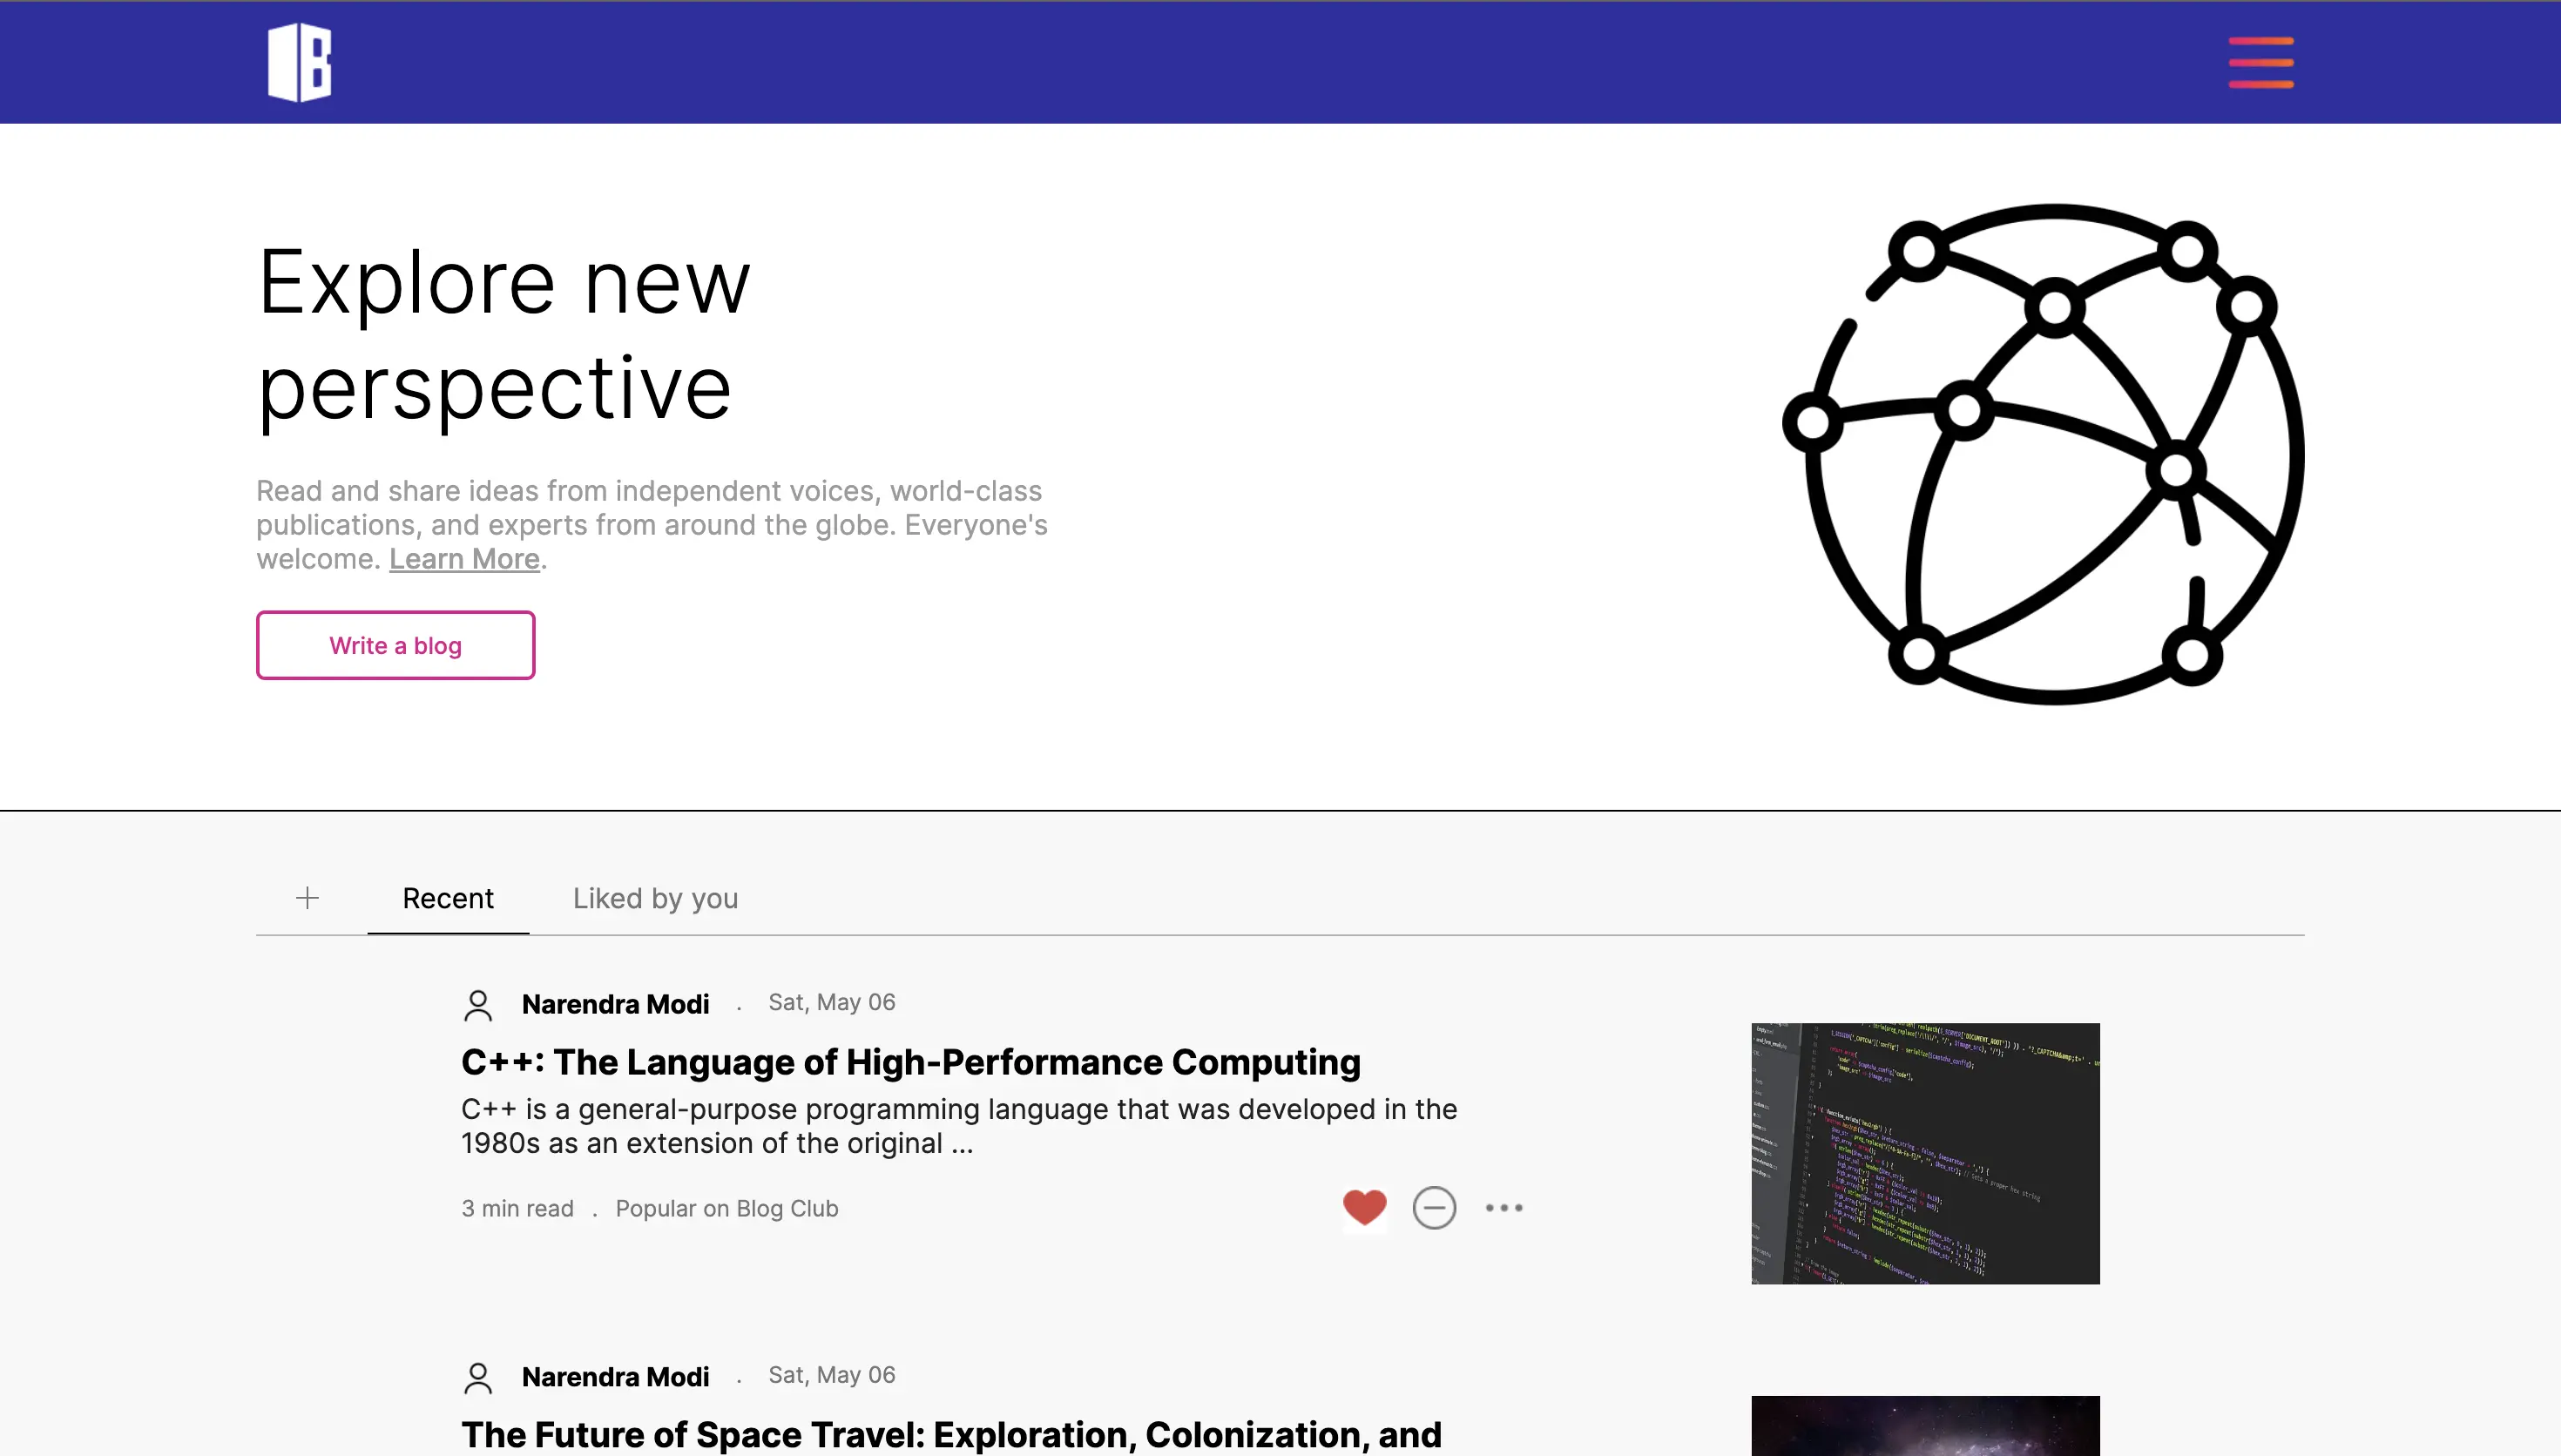 B
Explore new
perspective
Read and share ideas from independent voices, world-class
publications, and experts from around the globe. Everyone's
welcome. Learn More.
Write a blog
Recent
Liked by you
Narendra Modi . Sat, May 06
C++: The Language of High-Performance Computing
C++ is a general-purpose programming language that was developed in the
1980s as an extension of the original ...
3 min read . Popular on Blog Club
Narendra Modi . Sat, May 06
The Future of Space Travel: Exploration, Colonization, and